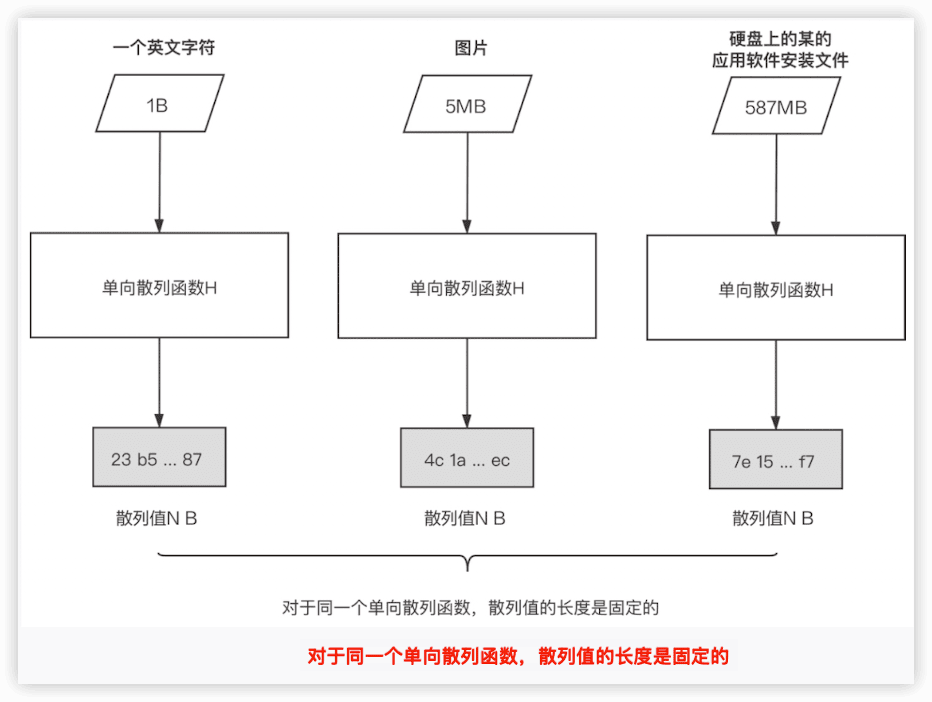 一个英文字符
图片
硬盘上的某的
应用软件安装文件
1B
5MB
587MB
单向散列函数H
单向散列函数H
单向散列函数H
23 b5 ... 87
4c 1a ... ec
7e 15 ... f7
散列值N B
散列值N B
散列值N B
对于同一个单向散列函数，散列值的长度是固定的
对于同一个单向散列函数，散列值的长度是固定的